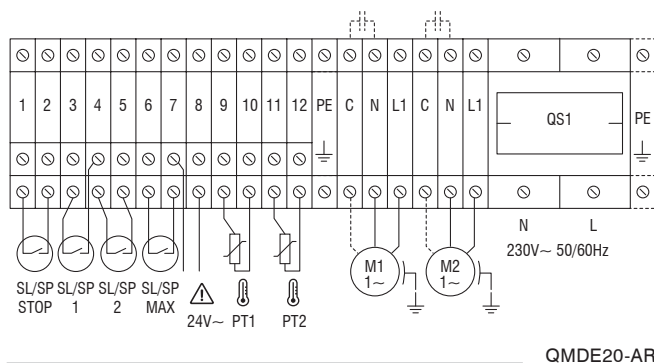 1 2 3 4 5 6 7 8 9 10 11 12 PE C N L1 C N L1 QS1 PE
M1 1~ M2 1~
N L
230V~ 50/60Hz
SL/SP STOP SL/SP 1 SL/SP 2 SL/SP MAX
24V~ PT1 PT2
QMDE20-AR